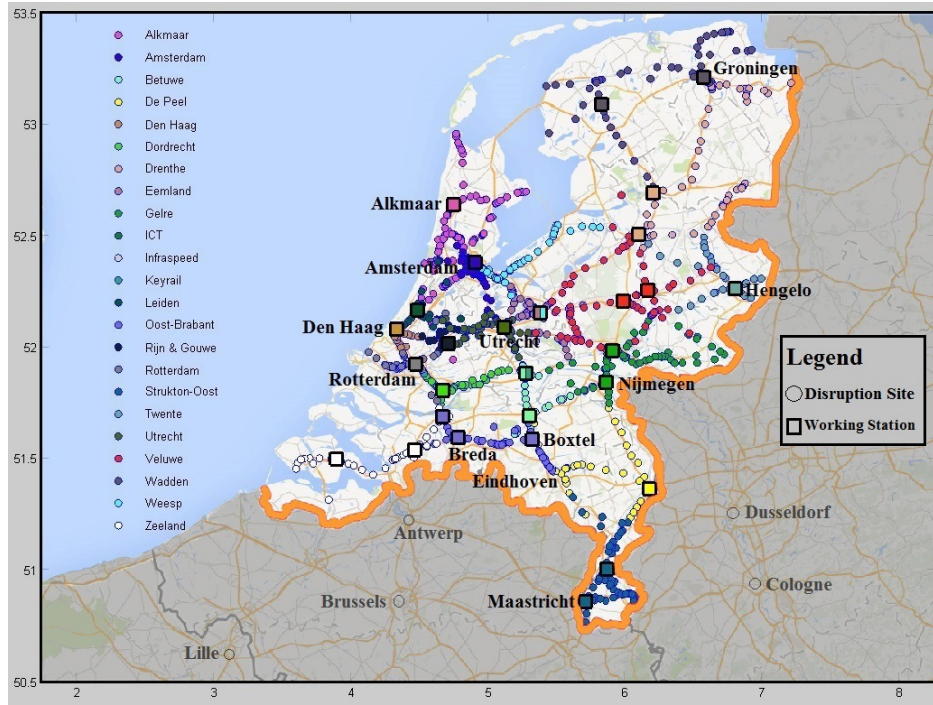 53.5
53
52.5
52
51.5
51
50.5
2
3
4
5
6
7
8
Alkmaar
Amsterdam
Betuwe
De Peel
Den Haag
Dordrecht
Drenthe
Eemland
Gelre
ICT
Infraspeed
Keyrail
Leiden
Oost-Brabant
Rijn & Gouwe
Rotterdam
Strukton-Oost
Twente
Utrecht
Veluwe
Wadden
Weesp
Zeeland
Groningen
Alkmaar
Amsterdam
Hengelo
Den Haag
Utrecht
Rotterdam
Nijmegen
Breda
Boxtel
Eindhoven
Maastricht
Antwerp
Brussels
Lille
Dusseldorf
Cologne
Legend
Disruption Site
Working Station